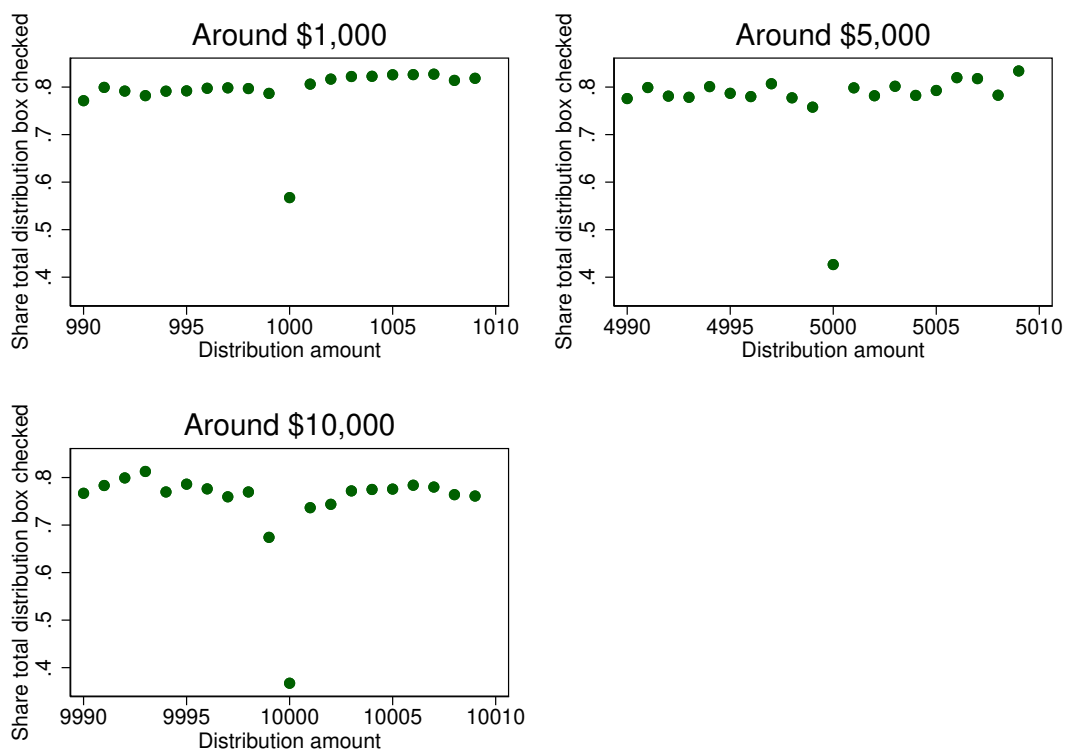 Around $1,000
Share total distribution box checked
.8
.7
.6
.5
.4
990 995 1000 1005 1010
Distribution amount
Around $5,000
Share total distribution box checked
.8
.7
.6
.5
.4
4990 4995 5000 5005 5010
Distribution amount
Around $10,000
Share total distribution box checked
.8
.7
.6
.5
.4
9990 9995 10000 10005 10010
Distribution amount